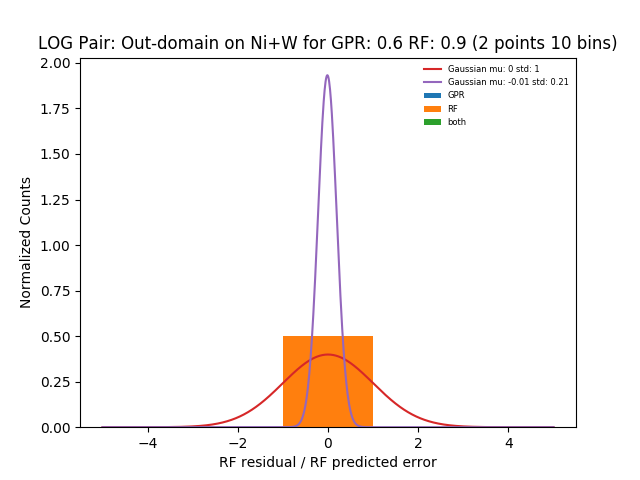 LOG Pair: Out-domain on Ni+W for GPR: 0.6 RF: 0.9 (2 points 10 bins)
2.00
1.75
1.50
1.25
1.00
0.75
0.50
0.25
0.00
Normalized Counts
Gaussian mu: 0 std: 1
Gaussian mu: -0.01 std: 0.21
GPR
RF
both
−4
−2
0
2
4
RF residual / RF predicted error